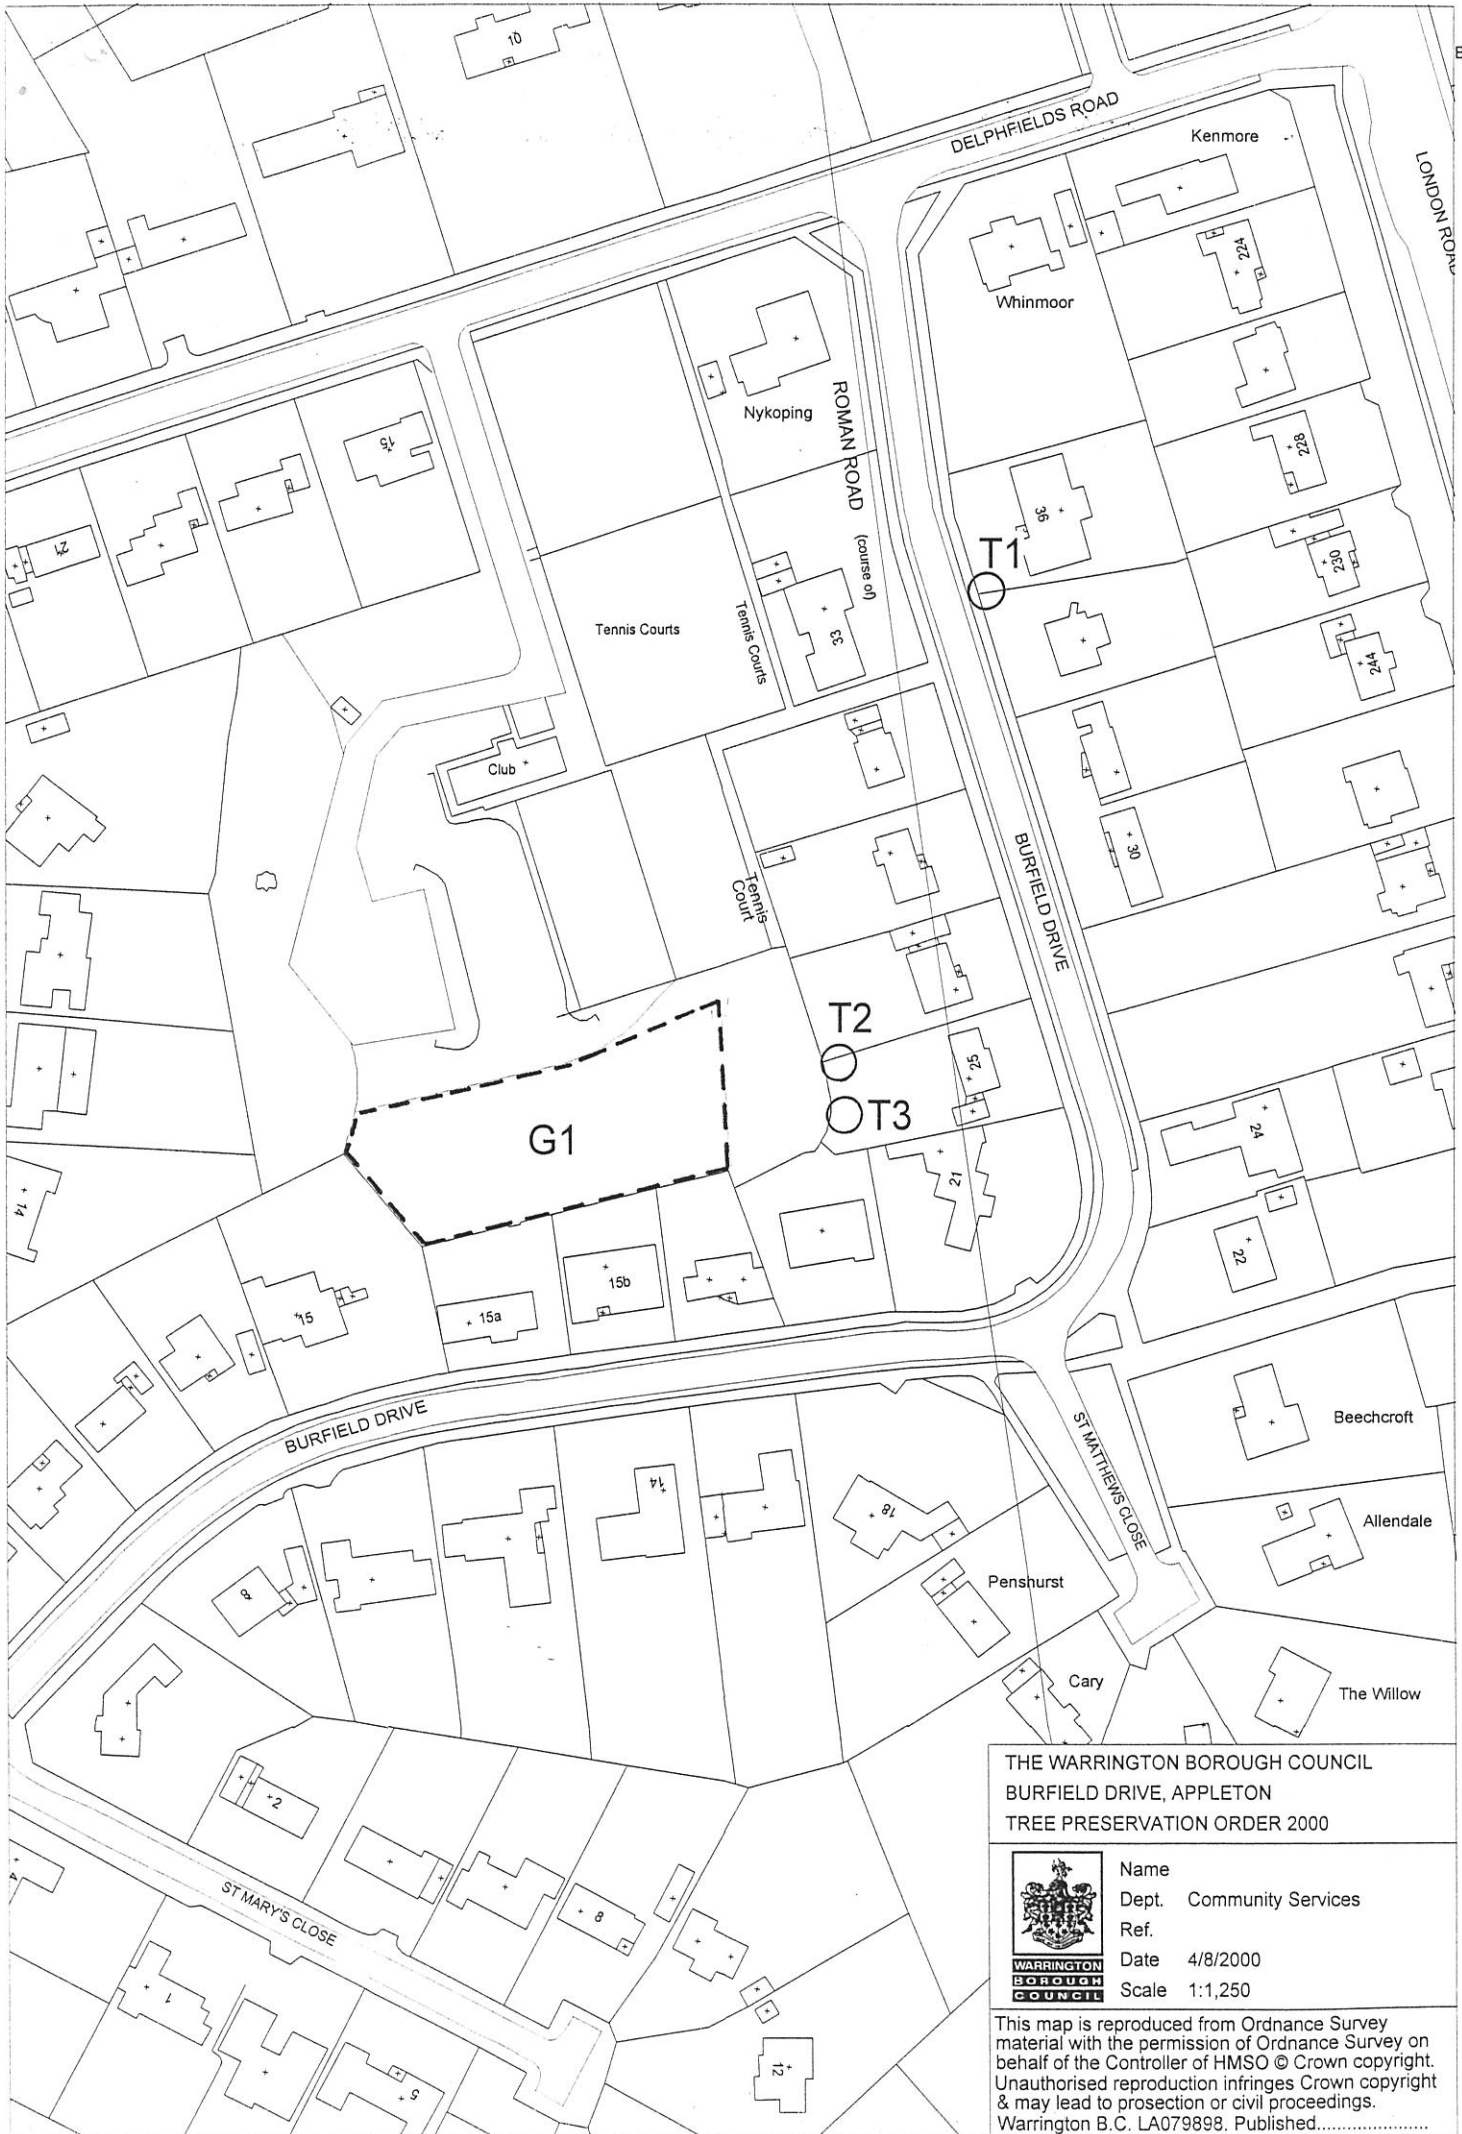 10
E
DELPHFIELDS ROAD
Kenmore
LONDON ROAD
224
Whinmoor
Nykoping
ROMAN ROAD
(course of)
15
228
21
36
T1
230
Tennis Courts
Tennis Courts
33
244
Club
30
BURFIELD DRIVE
Tennis
Court
T2
25
T3
G1
24
21
14
22
15b
15
15a
BURFIELD DRIVE
Beechcroft
ST MATTHEWS CLOSE
14
18
Allendale
8
Penshurst
Cary
The Willow
2
8
4
ST MARY'S CLOSE
1
5
12
THE WARRINGTON BOROUGH COUNCIL
BURFIELD DRIVE, APPLETON
TREE PRESERVATION ORDER 2000
Name
Dept. Community Services
Ref.
Date 4/8/2000
Scale 1:1,250
WARRINGTON
BOROUGH
COUNCIL
This map is reproduced from Ordnance Survey
material with the permission of Ordnance Survey on
behalf of the Controller of HMSO © Crown copyright.
Unauthorised reproduction infringes Crown copyright
& may lead to prosection or civil proceedings.
Warrington B.C. LA079898. Published......................